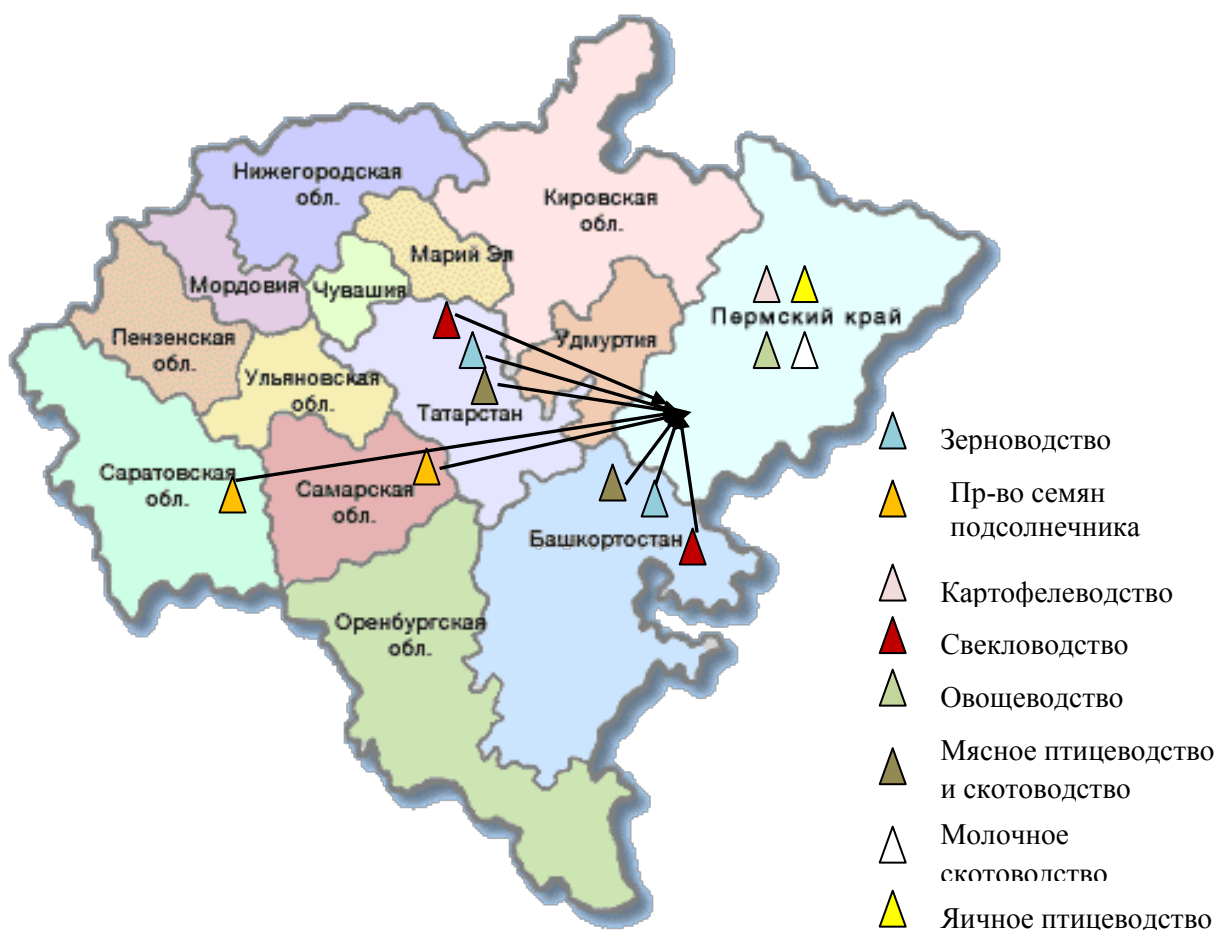 Нижегородская
обл.
Кировская
обл.
Марий Эл
Мордовия
Чувашия
Пермский край
Пензенская
обл.
Удмуртия
Ульяновская
обл.
Татарстан
Саратовская
обл.
Самарская
обл.
Башкортостан
Оренбургская
обл.
Зерноводство
Пр-во семян
подсолнечника
Картофелеводство
Свекловодство
Овощеводство
Мясное птицеводство
и скотоводство
Молочное
скотоводство
Яичное птицеводство